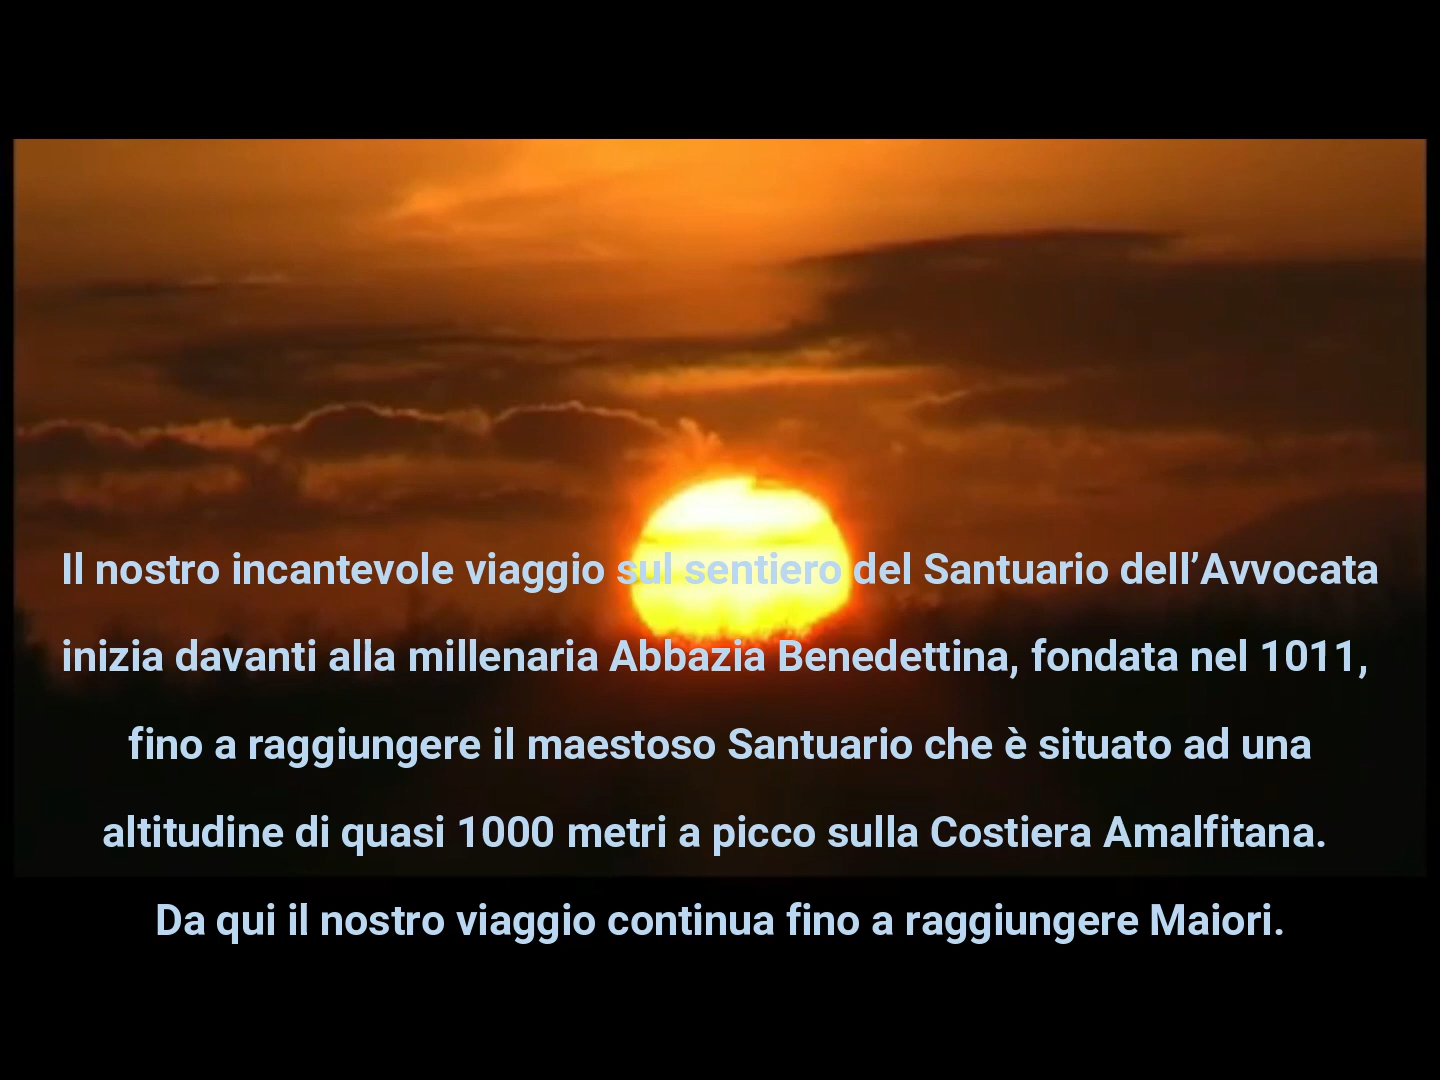 Il nostro incantevole viaggio sul sentiero del Santuario dell’Avvocata
inizia davanti alla millenaria Abbazia Benedettina, fondata nel 1011,
fino a raggiungere il maestoso Santuario che è situato ad una
altitudine di quasi 1000 metri a picco sulla Costiera Amalfitana.
Da qui il nostro viaggio continua fino a raggiungere Maiori.